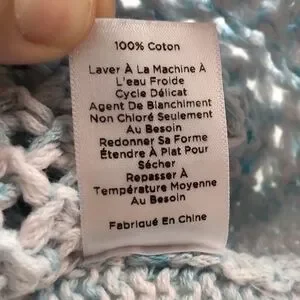 100% Coton
Laver À La Machine À
L'eau Froide
Cycle Délicat
Agent De Blanchiment
Non Chloré Seulement
Au Besoin
Redonner Sa Forme
Étendre À Plat Pour
Sécher
Repasser À
Température Moyenne
Au Besoin
Fabriqué En Chine